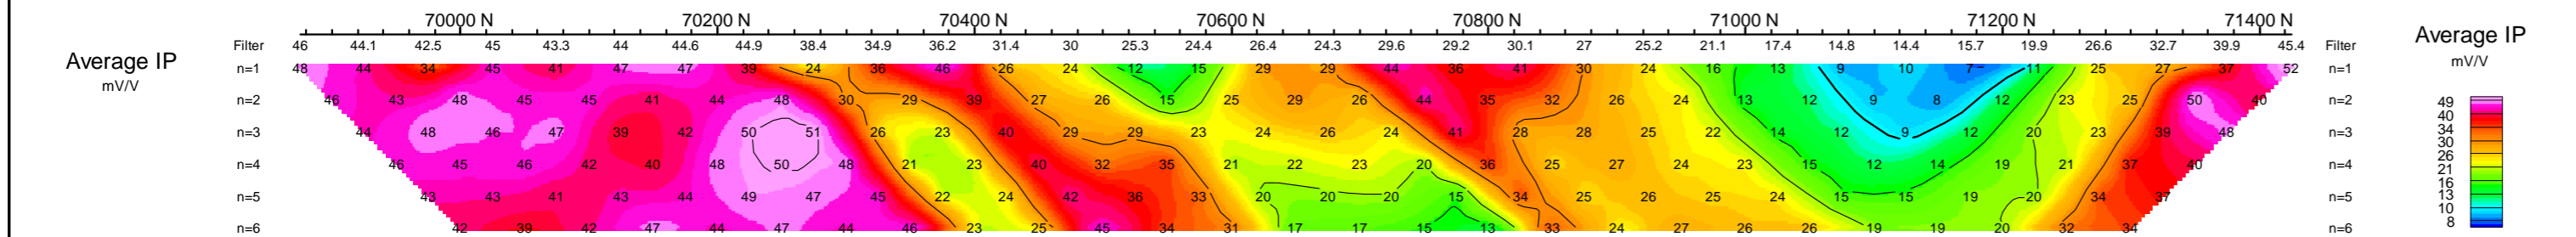 70000 N 70200 N 70400 N 70600 N 70800 N 71000 N 71200 N 71400 N
Average IP
mV/V
Filter 46 44.1 42.5 45 43.3 44 44.6 44.9 38.4 34.9 36.2 31.4 30 25.3 24.4 26.4 24.3 29.6 29.2 30.1 27 25.2 21.1 17.4 14.8 14.4 15.7 19.9 26.6 32.7 39.9 45.4 Filter
n=1 48 44 34 45 41 47 47 39 24 36 46 26 24 12 15 29 29 44 36 41 30 24 16 13 9 10 7 11 25 27 37 52 n=1
n=2 46 43 48 45 45 41 44 48 30 29 39 27 26 15 25 29 26 44 35 32 26 24 13 12 9 8 12 23 25 50 40 n=2
n=3 44 48 46 47 39 42 50 51 26 23 40 29 29 23 24 26 24 41 28 28 25 22 14 12 9 12 20 23 39 48 n=3
n=4 46 45 46 42 40 48 50 48 21 23 40 32 35 21 22 23 20 36 25 27 24 23 15 12 14 19 21 37 40 n=4
n=5 43 43 41 43 44 49 47 45 22 24 42 36 33 20 20 20 15 34 25 26 25 24 15 15 19 20 34 37 n=5
n=6 42 39 42 47 44 47 44 46 23 25 45 34 31 17 17 15 13 33 24 27 26 26 19 19 20 32 34 n=6
Average IP
mV/V
49
40
34
30
26
21
16
13
10
8